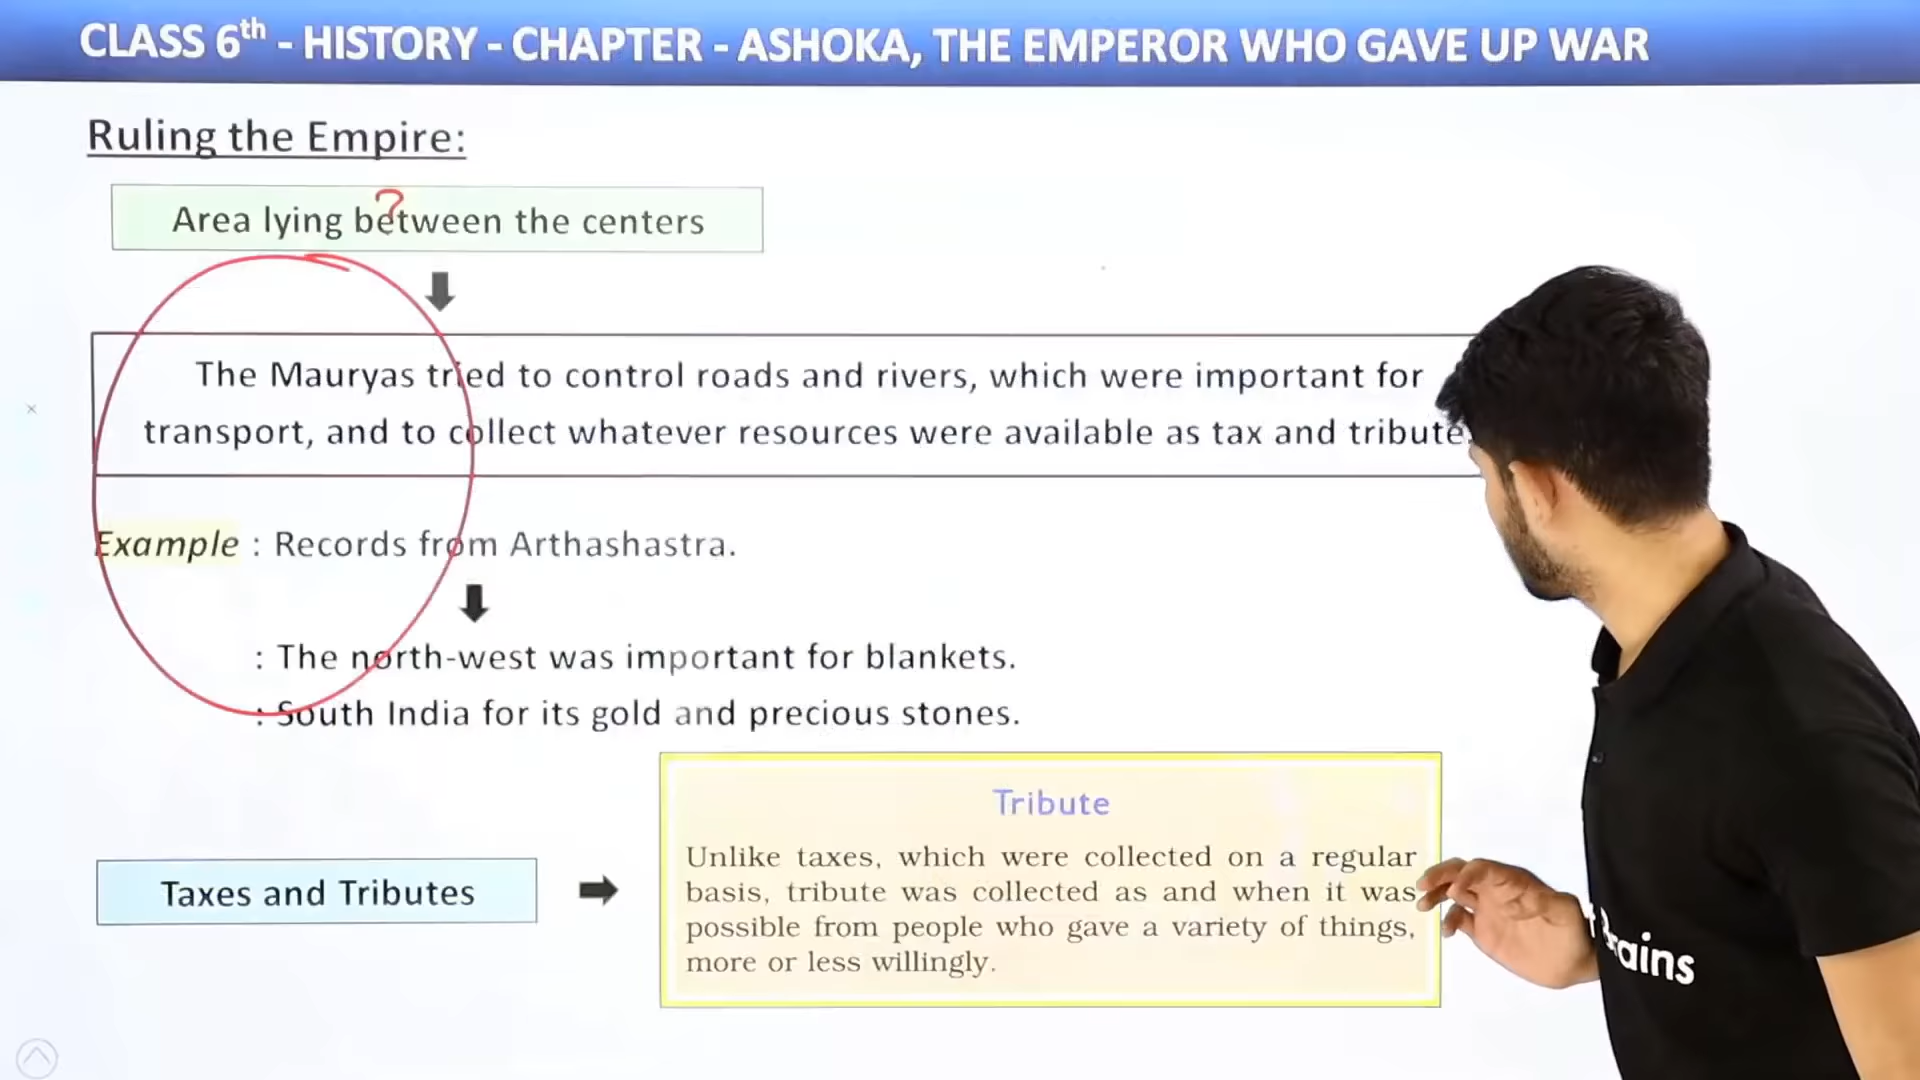 CLASS 6th - HISTORY - CHAPTER - ASHOKA, THE EMPEROR WHO GAVE UP WAR
Ruling the Empire:
?
Area lying between the centers
The Mauryas tried to control roads and rivers, which were important for
transport, and to collect whatever resources were available as tax and tribute.
Example : Records from Arthashastra.
: The north-west was important for blankets.
: South India for its gold and precious stones.
Tribute
Unlike taxes, which were collected on a regular
basis, tribute was collected as and when it was
possible from people who gave a variety of things,
more or less willingly.
Taxes and Tributes